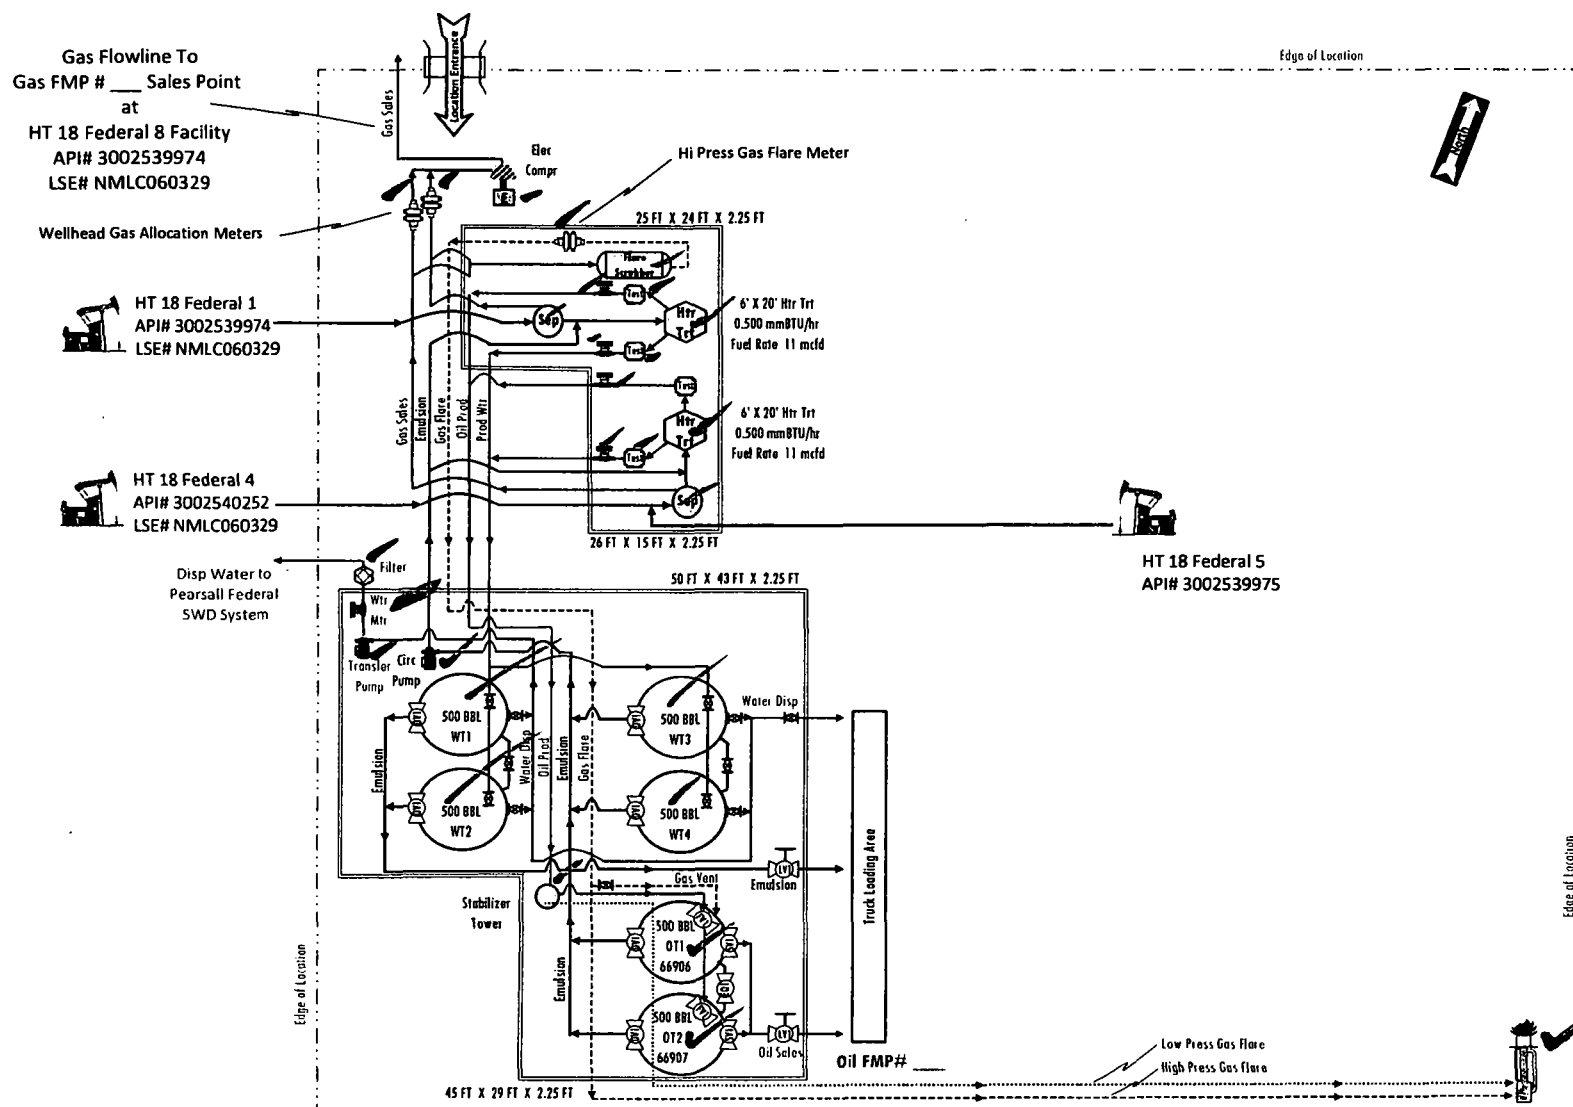 Gas Flowline To
Gas FMP # ___ Sales Point
at
HT 18 Federal 8 Facility
API# 3002539974
LSE# NMLC060329
Location Entrance
Edge of Location
North
Gas Sales
Elec
Compr
Hi Press Gas Flare Meter
Wellhead Gas Allocation Meters
25 FT X 24 FT X 2.25 FT
Flare
Scrubber
HT 18 Federal 1
API# 3002539974
LSE# NMLC060329
Sep
Test
Htr
Trt
Test
6' X 20' Htr Trt
0.500 mmBTU/hr
Fuel Rate 11 mcfd
Test
Htr
Trt
Test
6' X 20' Htr Trt
0.500 mmBTU/hr
Fuel Rate 11 mcfd
Gas Sales
Emulsion
Gas Flare
Oil Prod
Prod Wtr
HT 18 Federal 4
API# 3002540252
LSE# NMLC060329
Sep
26 FT X 15 FT X 2.25 FT
HT 18 Federal 5
API# 3002539975
Filter
Disp Water to
Pearsall Federal
SWD System
50 FT X 43 FT X 2.25 FT
Wtr
Mtr
Transfer
Pump
Circ
Pump
500 BBL
WT1
500 BBL
WT2
500 BBL
WT3
500 BBL
WT4
Water Disp
Emulsion
Water Disp
Oil Prod
Emulsion
Gas Flare
Truck Loading Area
LV1
Emulsion
Gas Vent
Stabilizer
Tower
500 BBL
OT1
66906
EQ1
500 BBL
OT2
66907
Emulsion
LV1
Oil Sales
Oil FMP# ___
45 FT X 29 FT X 2.25 FT
Low Press Gas Flare
High Press Gas Flare
Edge of Location
Edge of Location